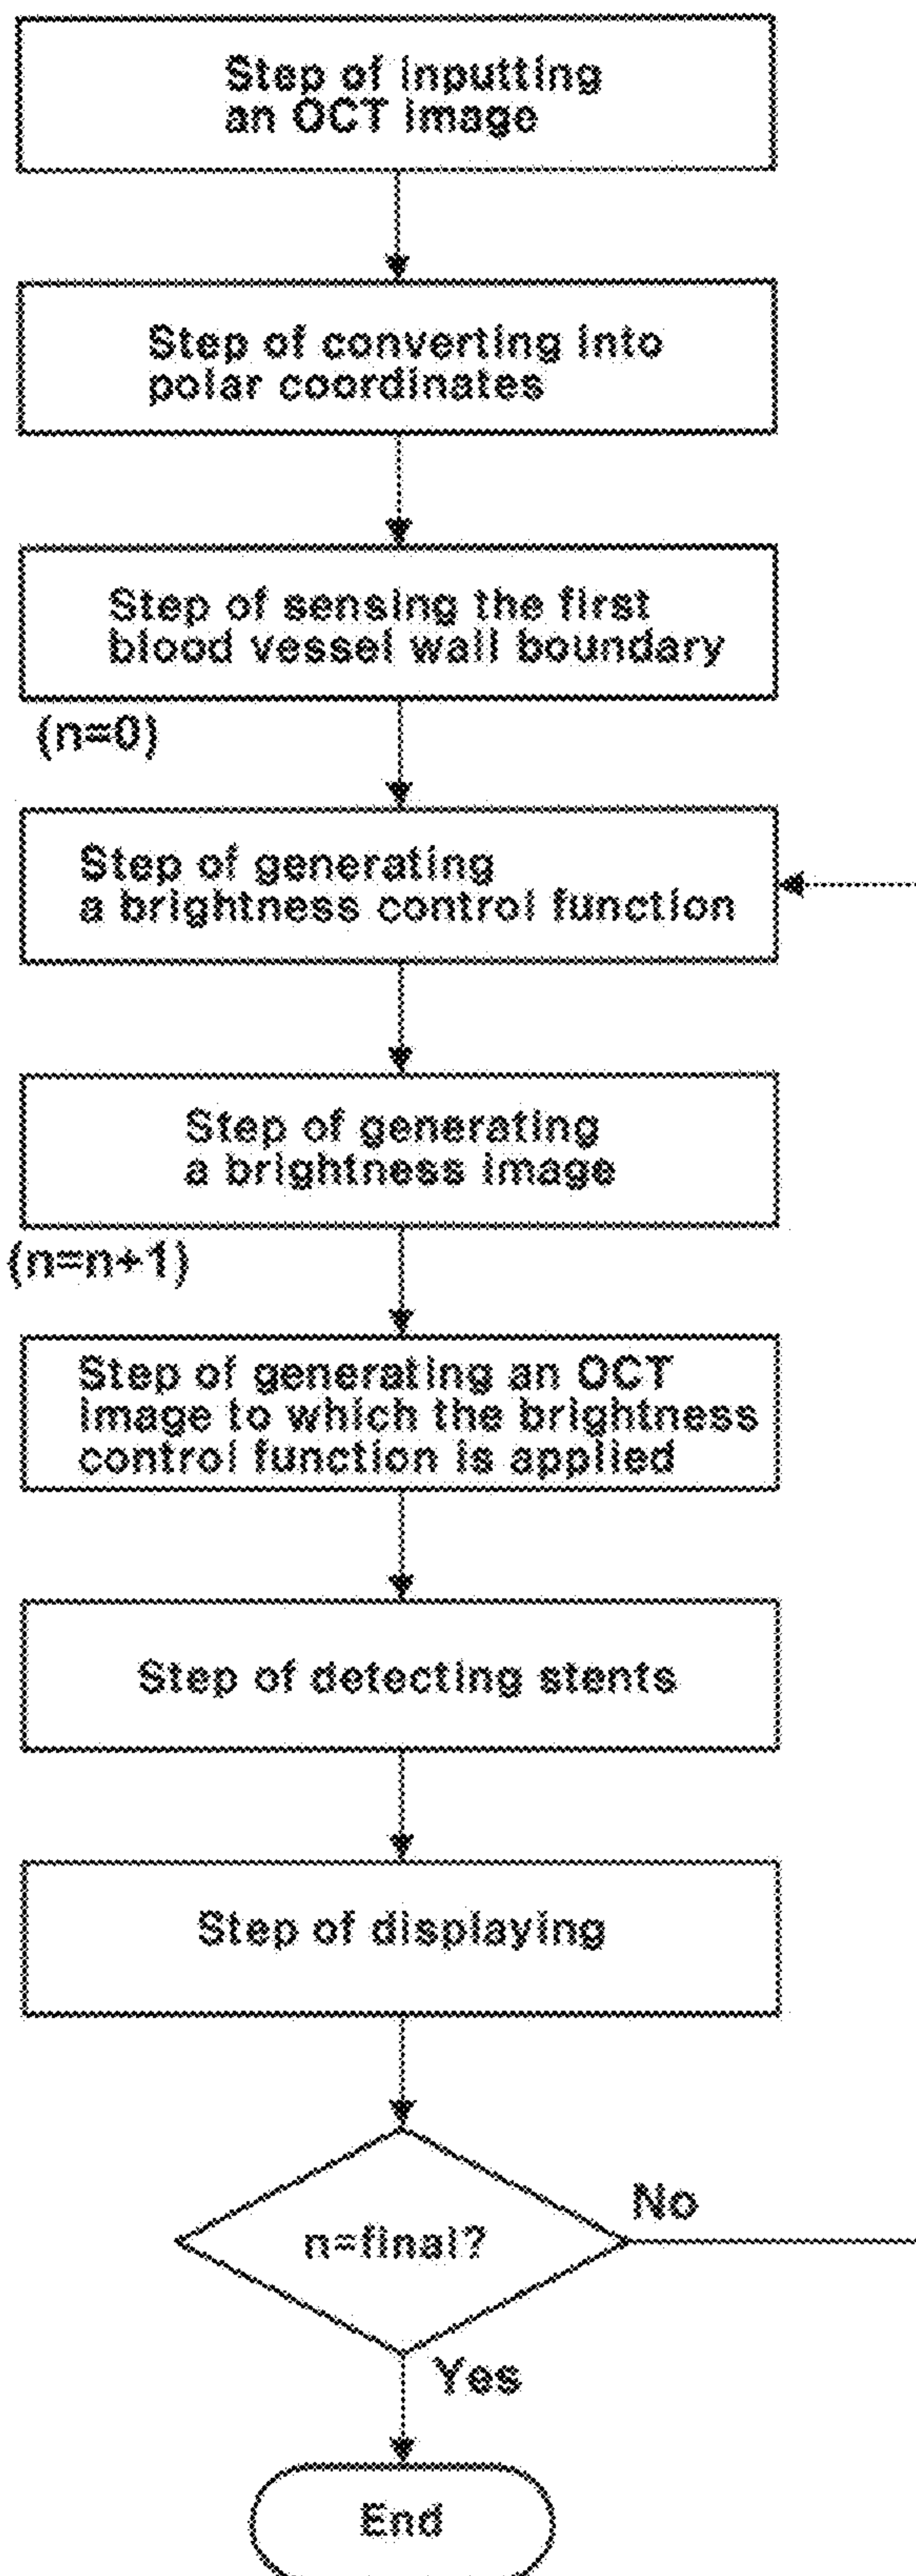 Step of inputting
an OCT image
Step of converting into
polar coordinates
Step of sensing the first
blood vessel wall boundary
(n=0)
Step of generating
a brightness control function
Step of generating
a brightness image
(n=n+1)
Step of generating an OCT
image to which the brightness
control function is applied
Step of detecting stents
Step of displaying
n=final?
No
Yes
End